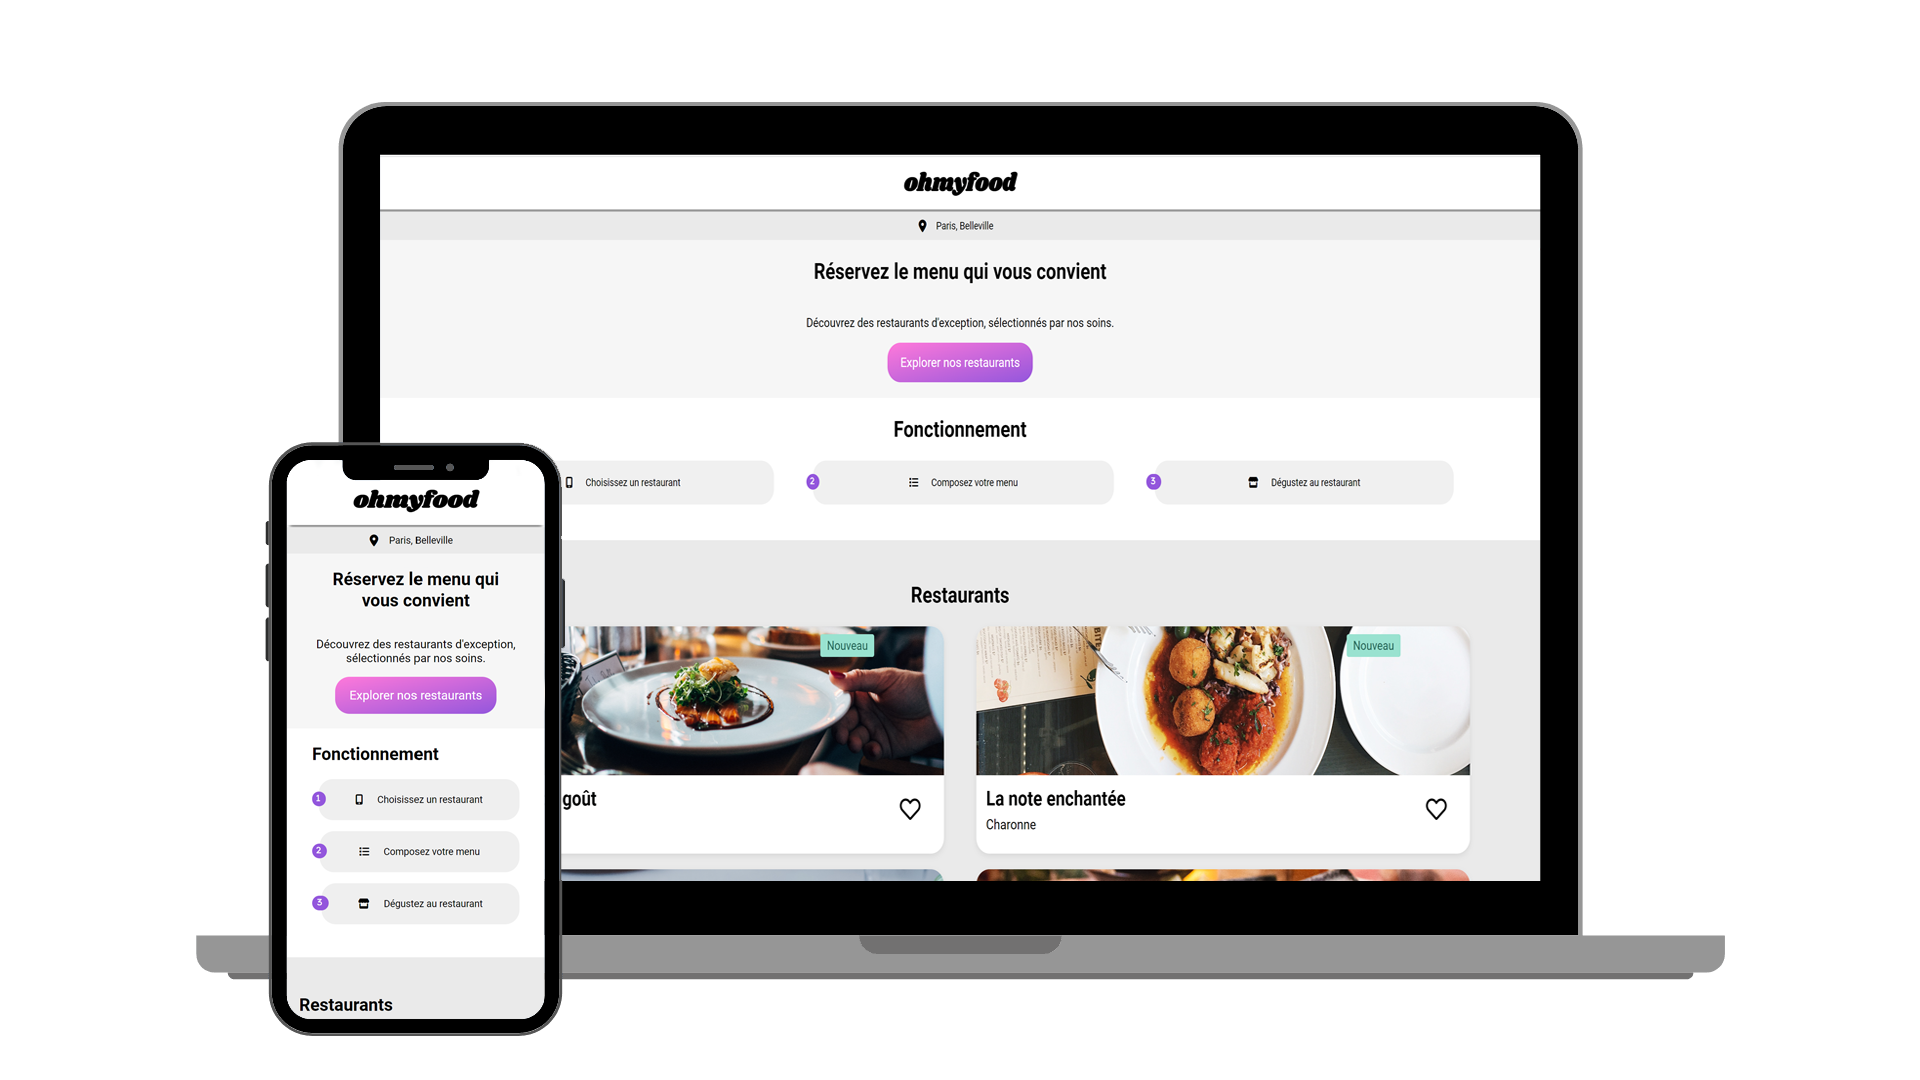 ohmyfood
Paris, Belleville
Réservez le menu qui vous convient
Découvrez des restaurants d'exception, sélectionnés par nos soins.
Explorer nos restaurants
Fonctionnement
Choisissez un restaurant
2
Composez votre menu
3
Dégustez au restaurant
Restaurants
Nouveau
Nouveau
goût
La note enchantée
Charonne
ohmyfood
Paris, Belleville
Réservez le menu qui
vous convient
Découvrez des restaurants d'exception,
sélectionnés par nos soins.
Explorer nos restaurants
Fonctionnement
1
Choisissez un restaurant
2
Composez votre menu
3
Dégustez au restaurant
Restaurants